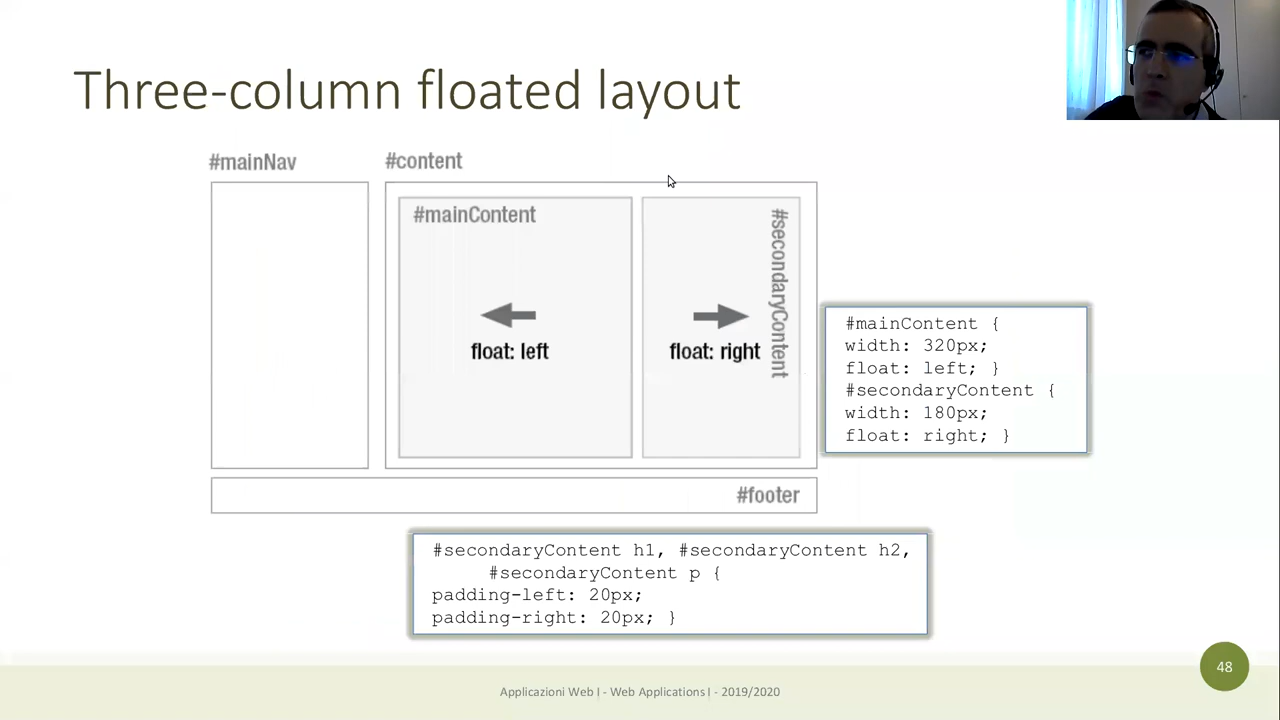 Three-column floated layout
#mainNav
#content
#mainContent
#secondaryContent
float: left
float: right
#footer
#mainContent {
width: 320px;
float: left; }
#secondaryContent {
width: 180px;
float: right; }
#secondaryContent h1, #secondaryContent h2,
#secondaryContent p {
padding-left: 20px;
padding-right: 20px; }
48
Applicazioni Web I - Web Applications I - 2019/2020